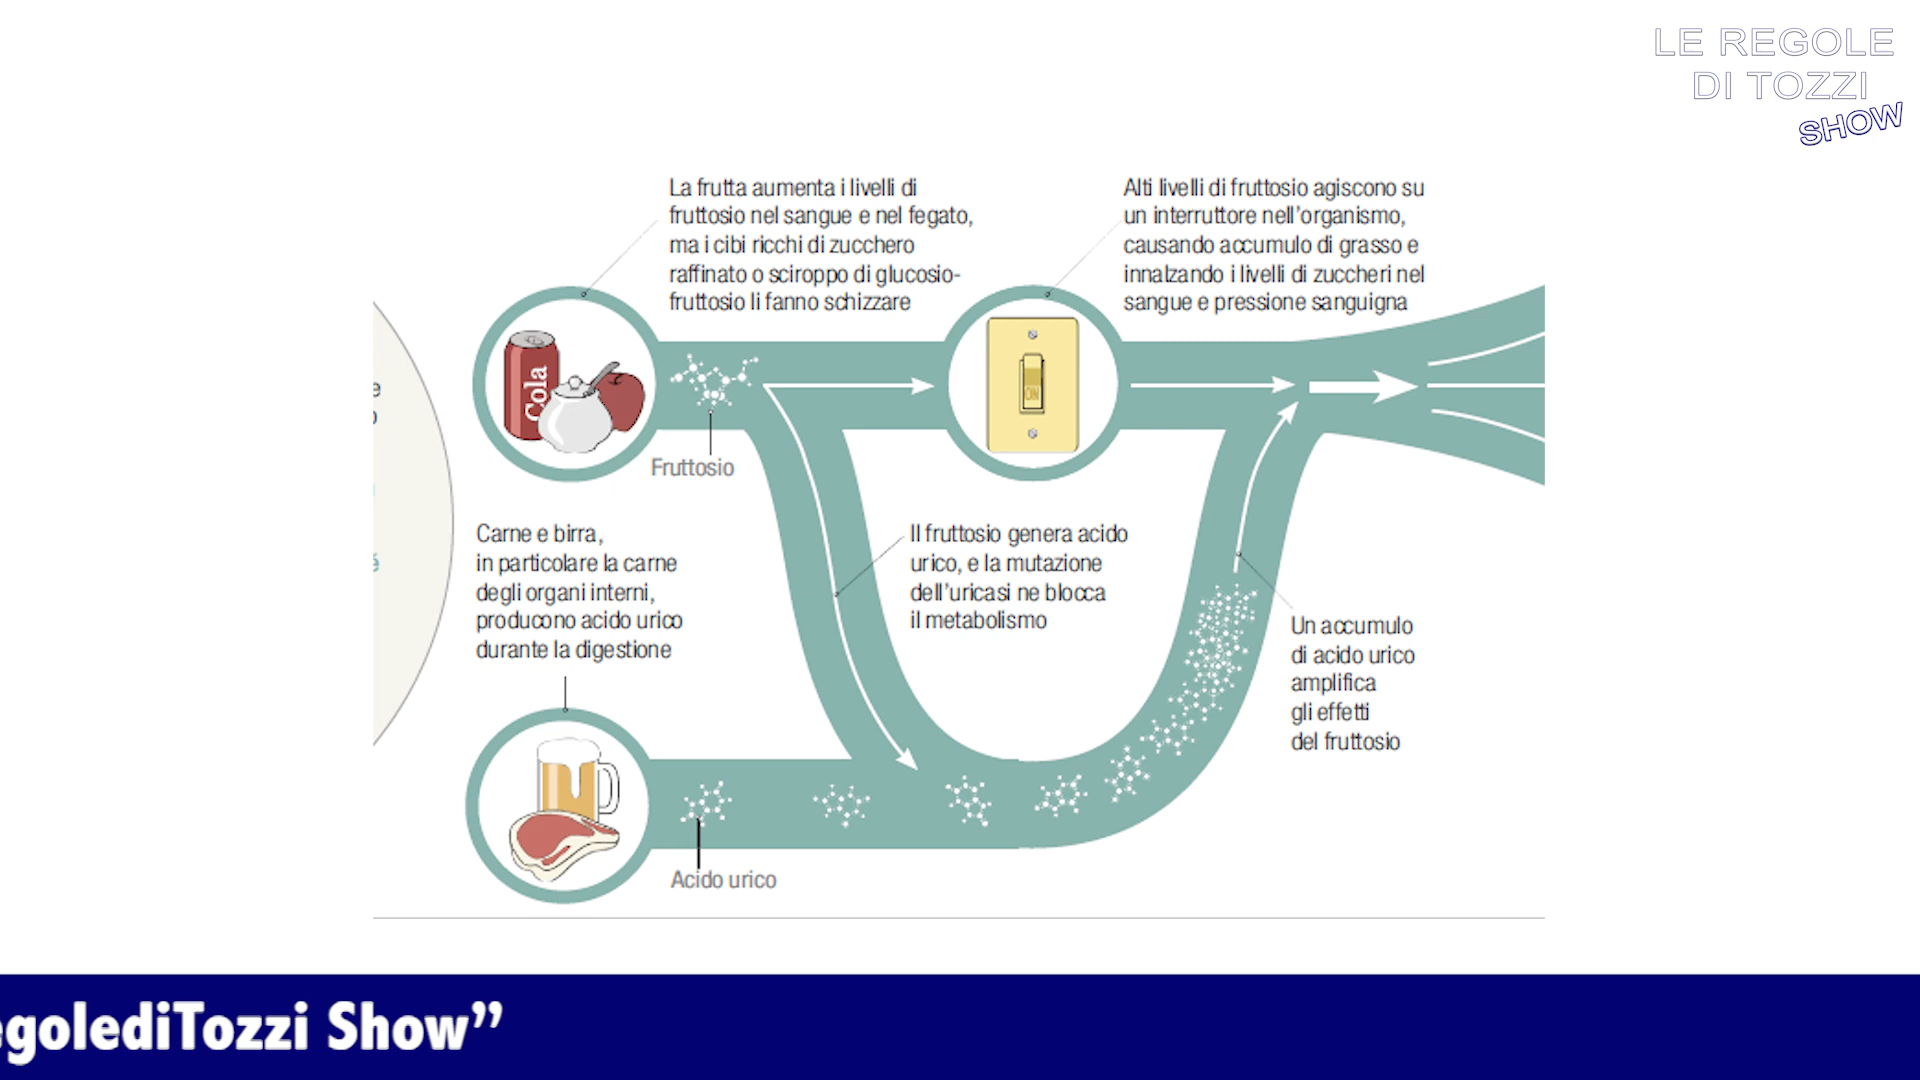 LE REGOLE
DI TOZZI
SHOW
La frutta aumenta i livelli di
fruttosio nel sangue e nel fegato,
ma i cibi ricchi di zucchero
raffinato o sciroppo di glucosio-
fruttosio li fanno schizzare
Alti livelli di fruttosio agiscono su
un interruttore nell'organismo,
causando accumulo di grasso e
innalzando i livelli di zuccheri nel
sangue e pressione sanguigna
Cola
ON
Fruttosio
Carne e birra,
in particolare la carne
degli organi interni,
producono acido urico
durante la digestione
Il fruttosio genera acido
urico, e la mutazione
dell'uricasi ne blocca
il metabolismo
Un accumulo
di acido urico
amplifica
gli effetti
del fruttosio
Acido urico
golediTozzi Show”